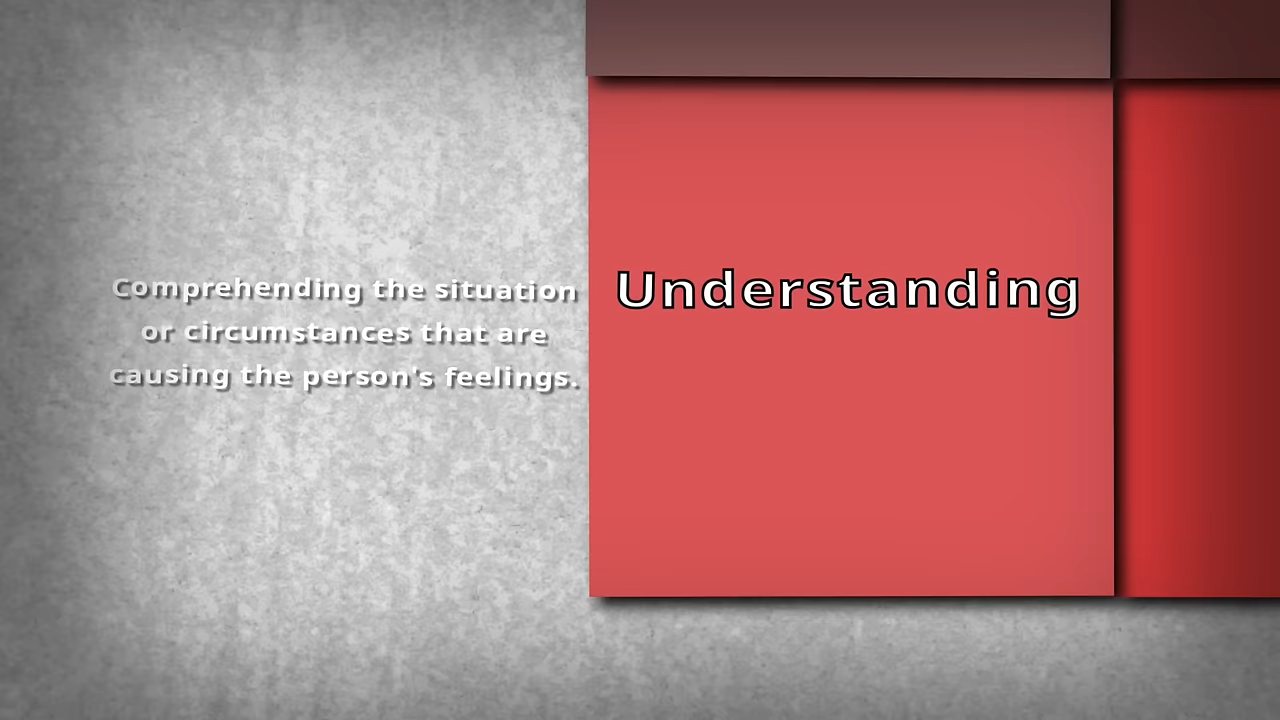 Comprehending the situation
or circumstances that are
causing the person's feelings.
Understanding